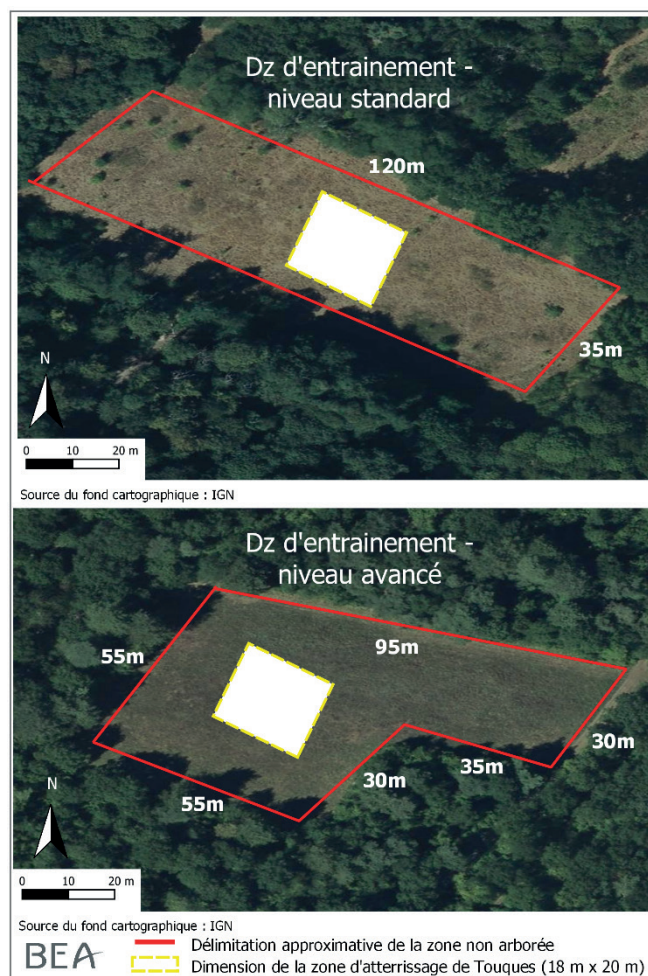 Dz d'entrainement -
niveau standard
120m
35m
N
0 10 20 m
Source du fond cartographique : IGN
Dz d'entrainement -
niveau avancé
55m
95m
30m
35m
30m
55m
N
0 10 20 m
Source du fond cartographique : IGN
BEA
Délimitation approximative de la zone non arborée
Dimension de la zone d'atterrissage de Touques (18 m x 20 m)